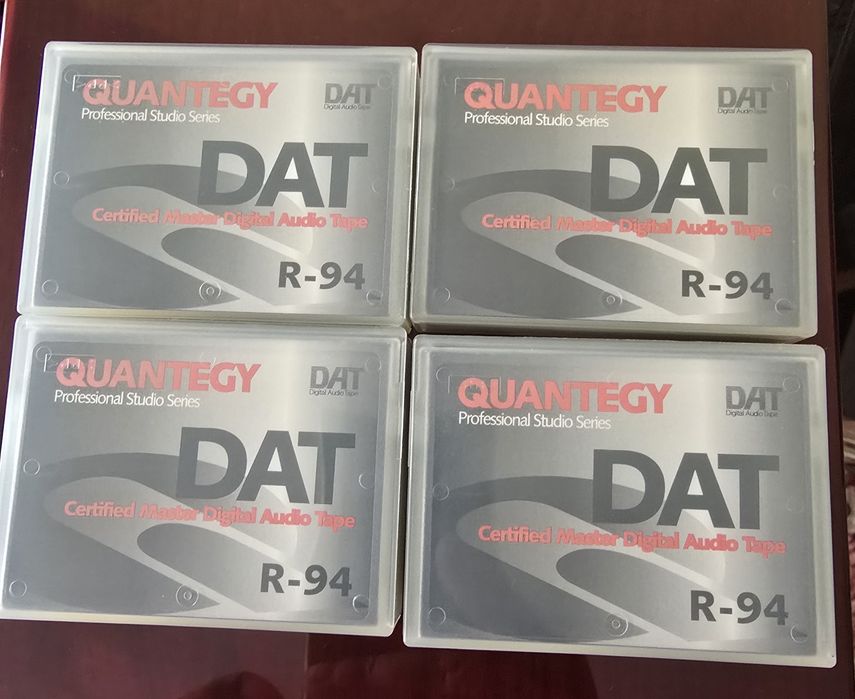 QUANTEGY
DAT
Professional Studio Series
Digital Audio Tape
DAT
Certified Master Digital Audio Tape
R-94
QUANTEGY
DAT
Professional Studio Series
Digital Audio Tape
DAT
Certified Master Digital Audio Tape
R-94
QUANTEGY
DAT
Professional Studio Series
Digital Audio Tape
DAT
Certified Master Digital Audio Tape
R-94
QUANTEGY
DAT
Professional Studio Series
Digital Audio Tape
DAT
Certified Master Digital Audio Tape
R-94